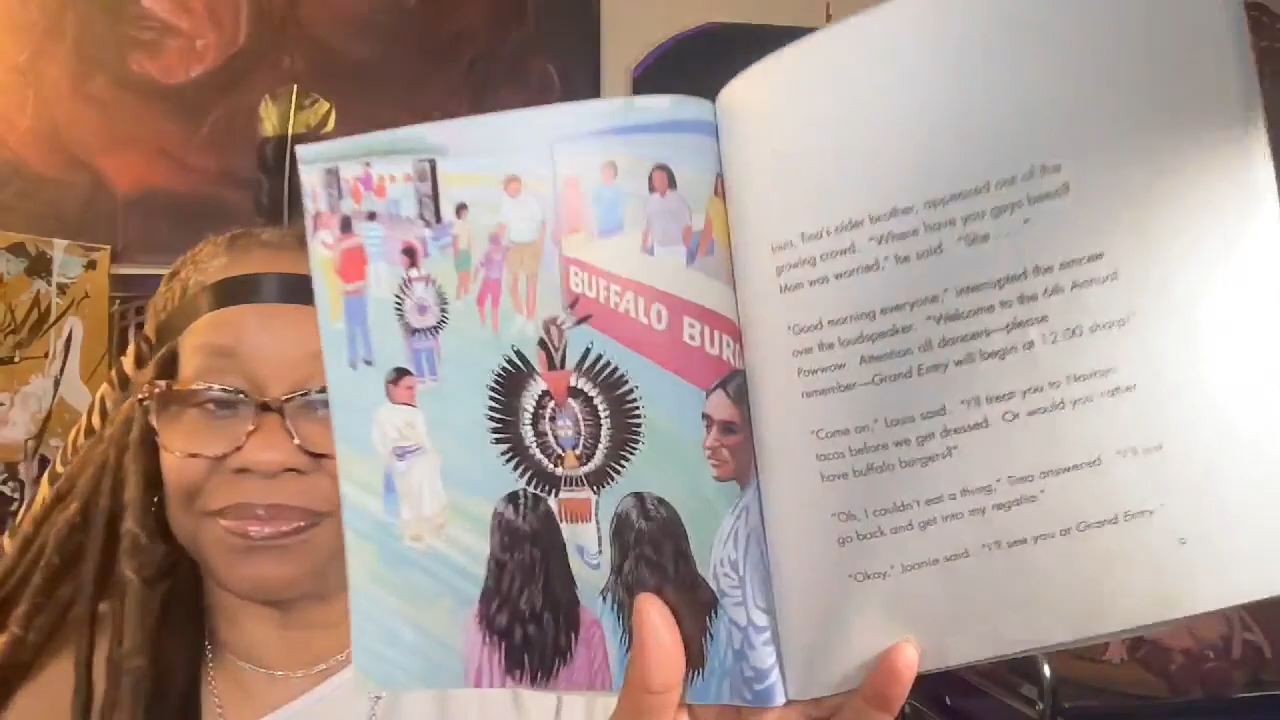 BUFFALO BUR
Louis, Tina's older brother, appeared out of the
growing crowd. "Where have you guys been?
Mom was worried," he said. "She . . . "
"Good morning everyone," interrupted the emcee
over the loudspeaker. "Welcome to the 6th Annual
Powwow. Attention all dancers—please
remember—Grand Entry will begin at 12:00 sharp!"
"Come on," Louis said. "I'll treat you to Navajo
tacos before we get dressed. Or would you rather
have buffalo burgers?"
"Oh, I couldn't eat a thing," Tina answered. "I'll just
go back and get into my regalia."
"Okay," Joanie said. "I'll see you at Grand Entry."